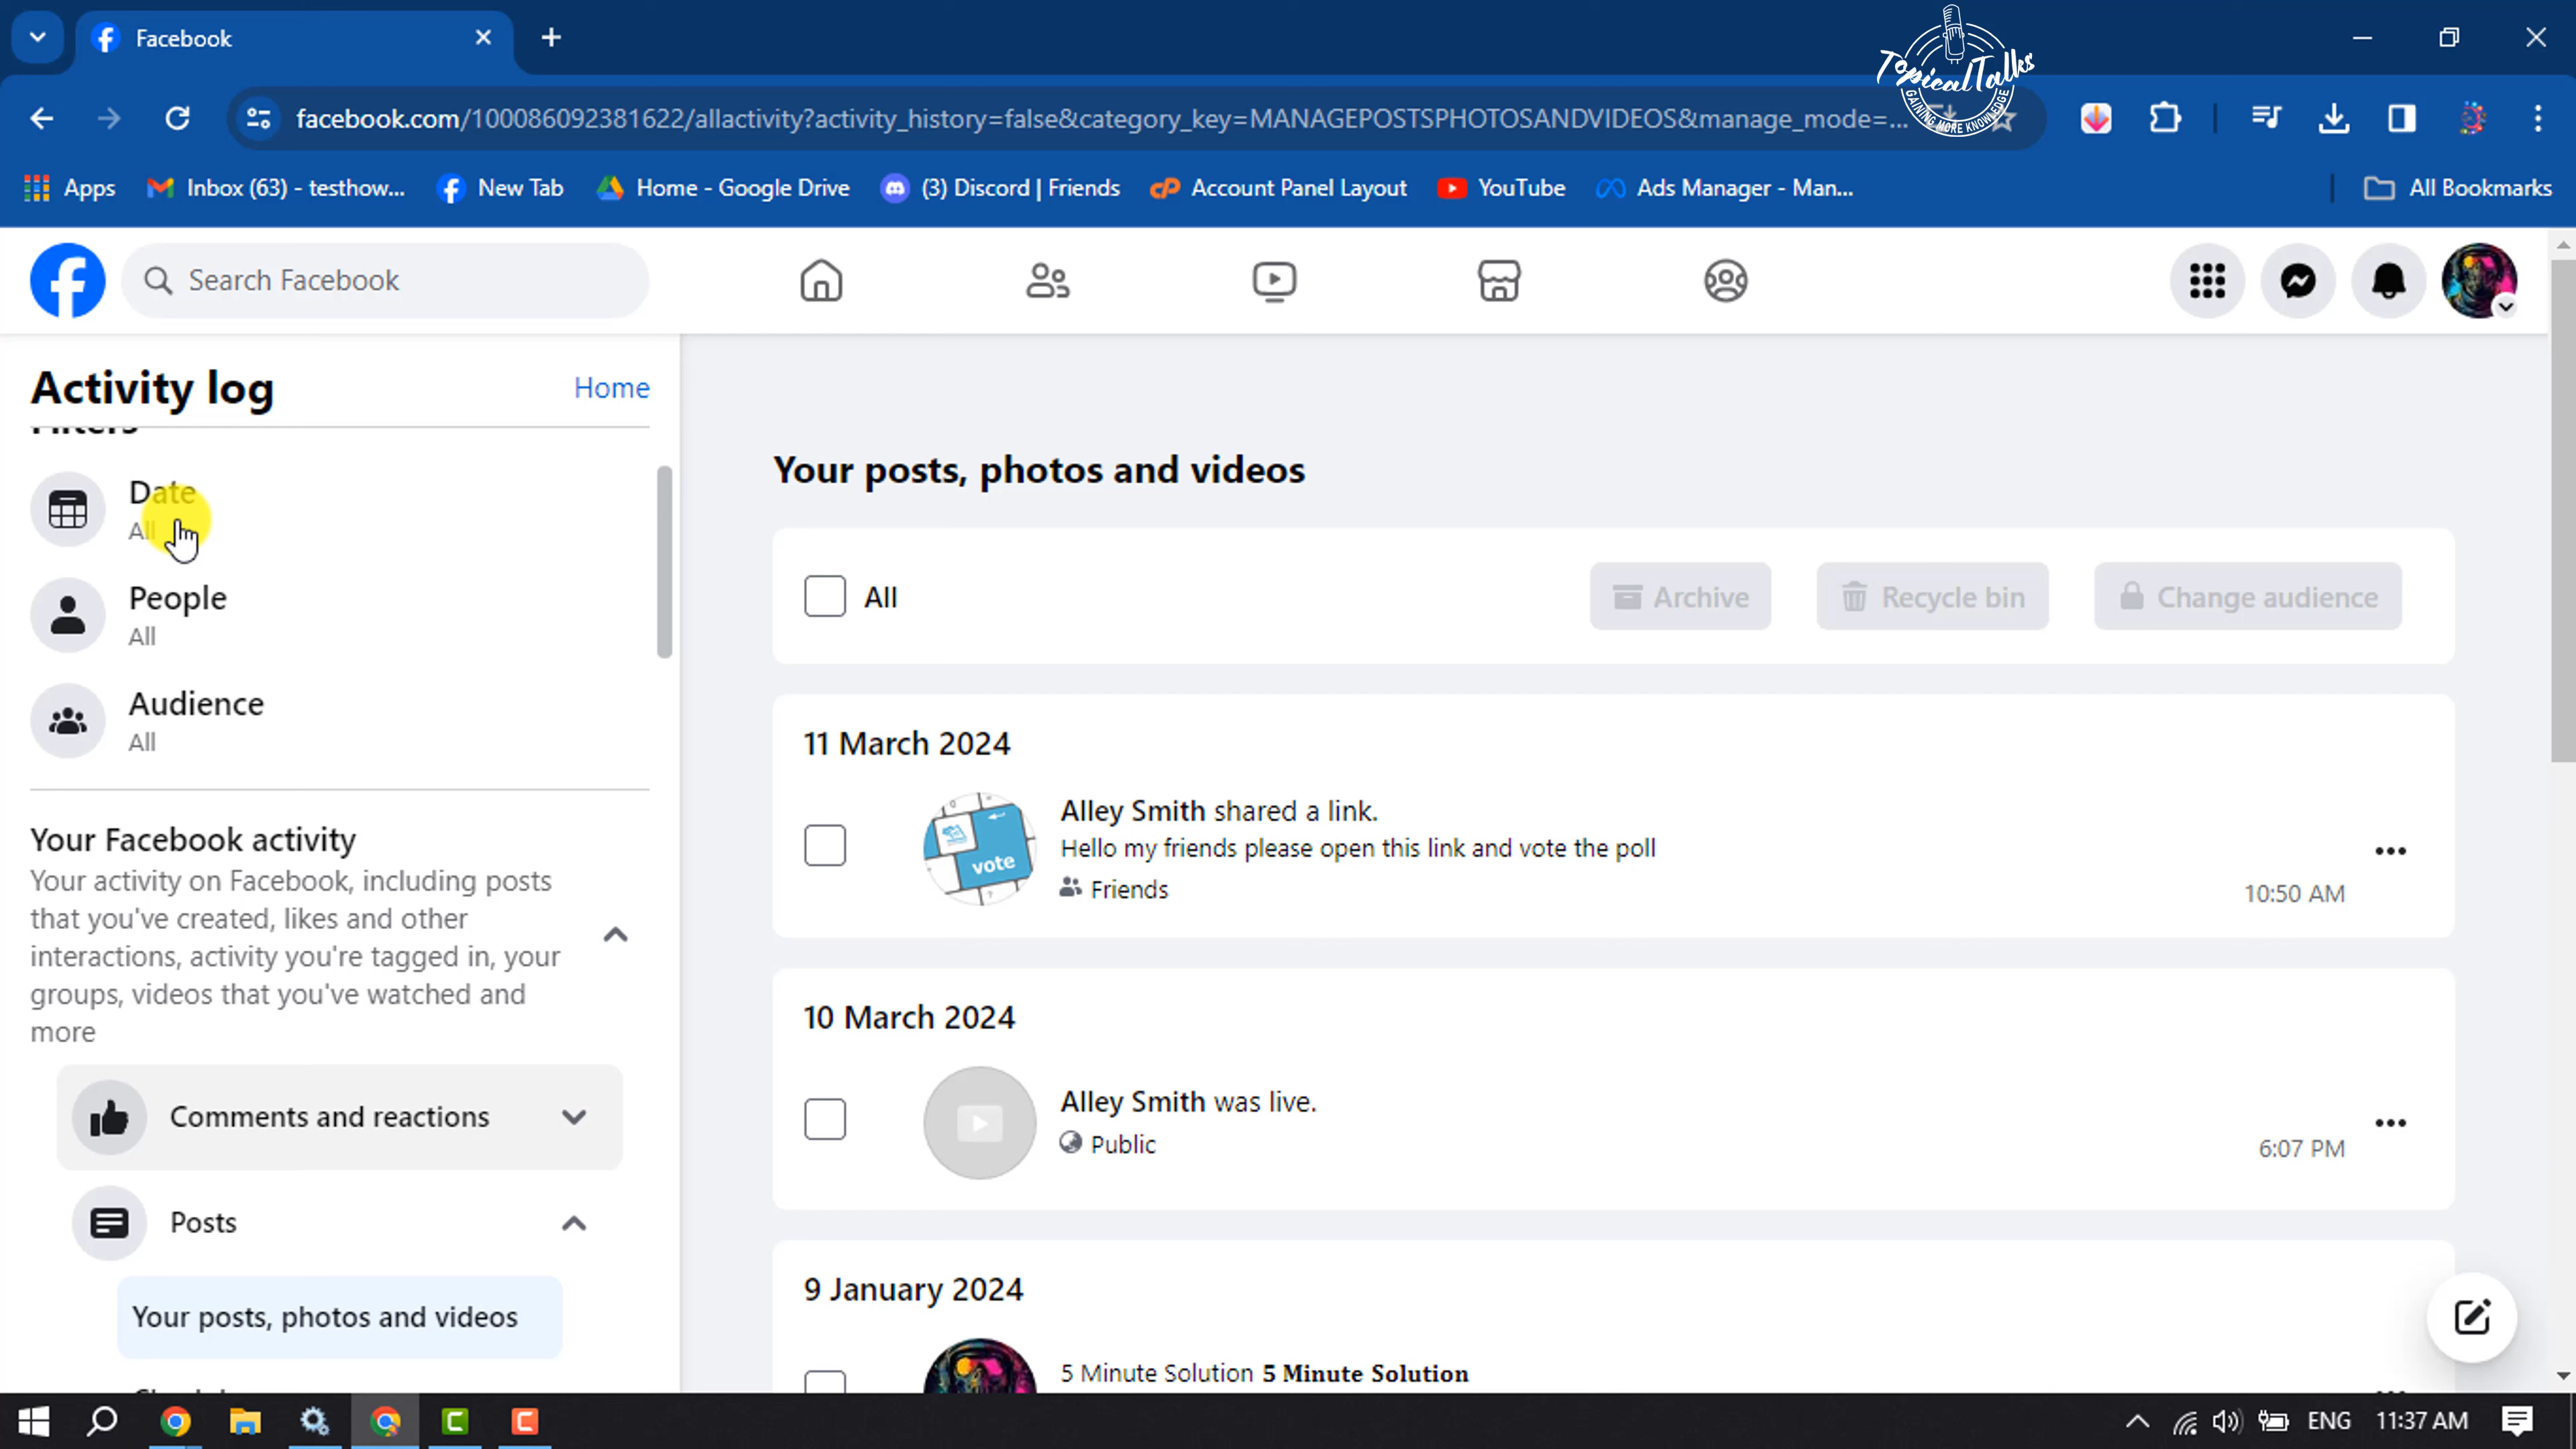 Facebook
TopicalTalks
GAINING MORE KNOWLEDGE
facebook.com/100086092381622/allactivity?activity_history=false&category_key=MANAGEPOSTSPHOTOSANDVIDEOS&manage_mode=...
Apps
Inbox (63) - testhow...
New Tab
Home - Google Drive
(3) Discord | Friends
Account Panel Layout
YouTube
Ads Manager - Man...
All Bookmarks
Search Facebook
Activity log
Home
Filters
Date
All
People
All
Audience
All
Your Facebook activity
Your activity on Facebook, including posts
that you've created, likes and other
interactions, activity you're tagged in, your
groups, videos that you've watched and
more
Comments and reactions
Posts
Your posts, photos and videos
Your posts, photos and videos
All
Archive
Recycle bin
Change audience
11 March 2024
Alley Smith shared a link.
Hello my friends please open this link and vote the poll
Friends
vote
10:50 AM
10 March 2024
Alley Smith was live.
Public
6:07 PM
9 January 2024
5 Minute Solution 5 Minute Solution
ENG
11:37 AM